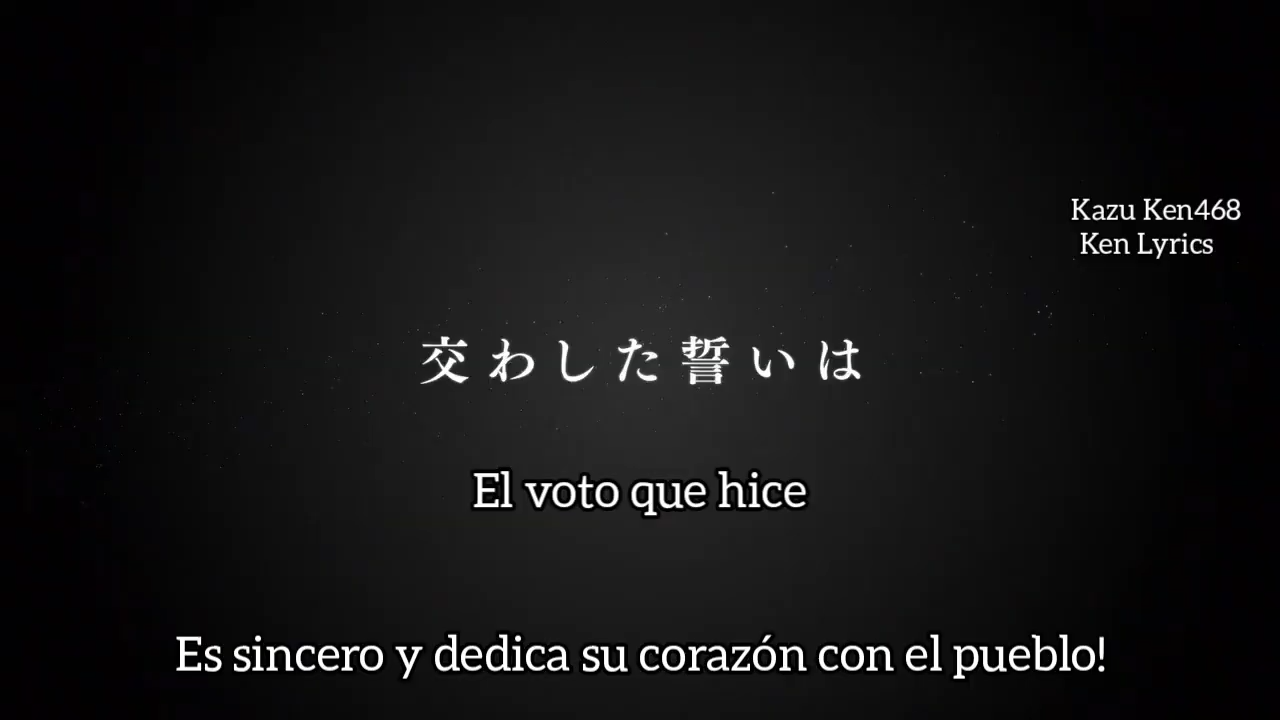 Kazu Ken468
Ken Lyrics
交わした誓いは
El voto que hice
Es sincero y dedica su corazón con el pueblo!